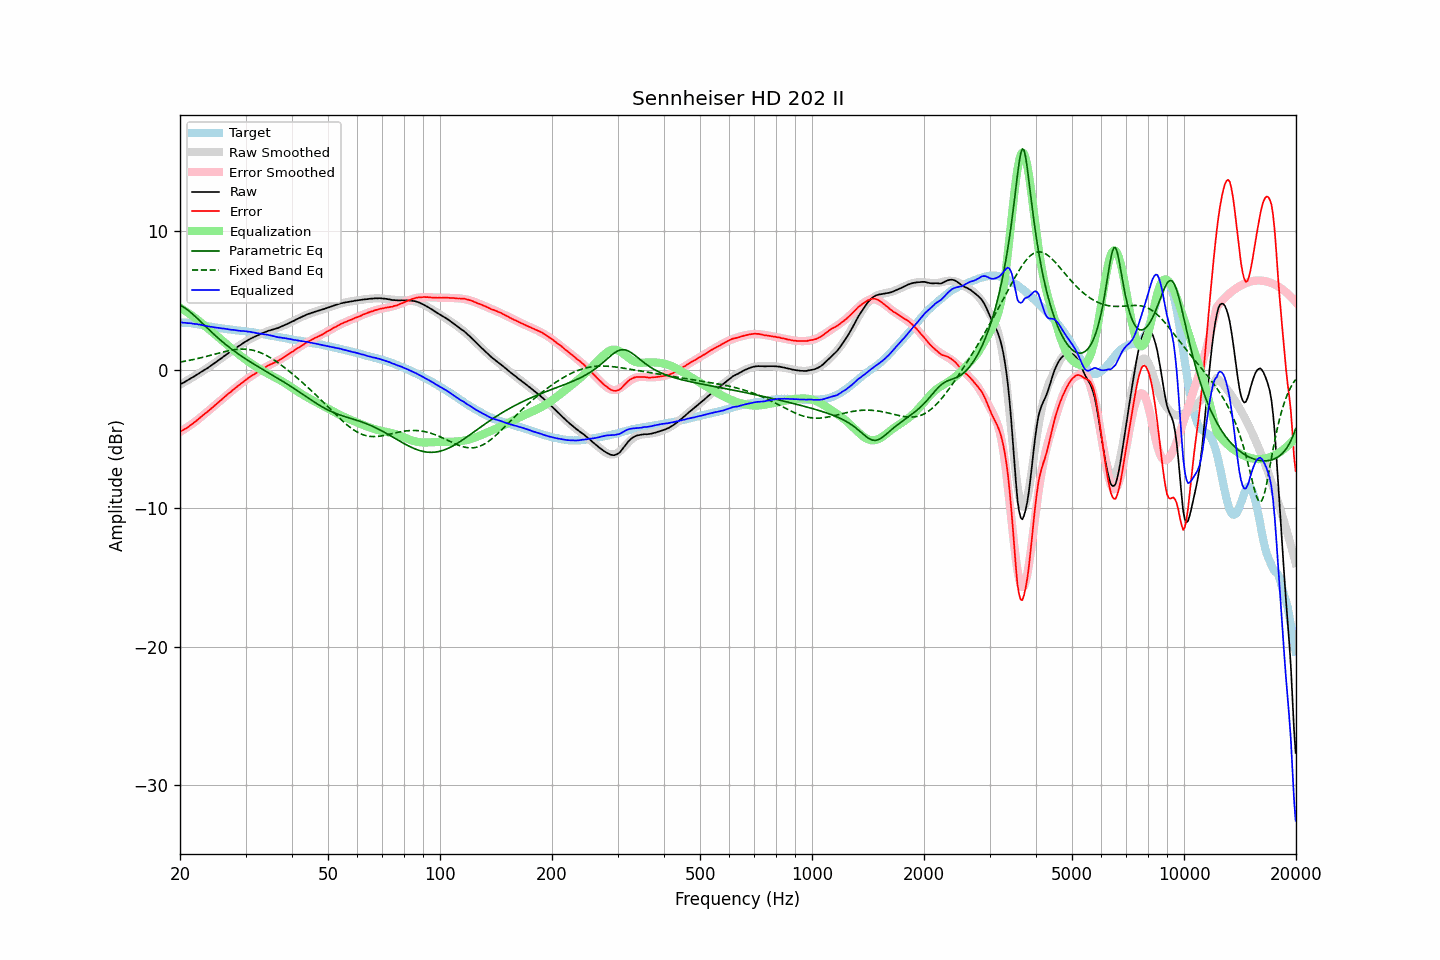 Sennheiser HD 202 II
Target
Raw Smoothed
Error Smoothed
Raw
Error
Equalization
Parametric Eq
Fixed Band Eq
Equalized
10
0
−10
−20
−30
Amplitude (dBr)
20 50 100 200 500 1000 2000 5000 10000 20000
Frequency (Hz)